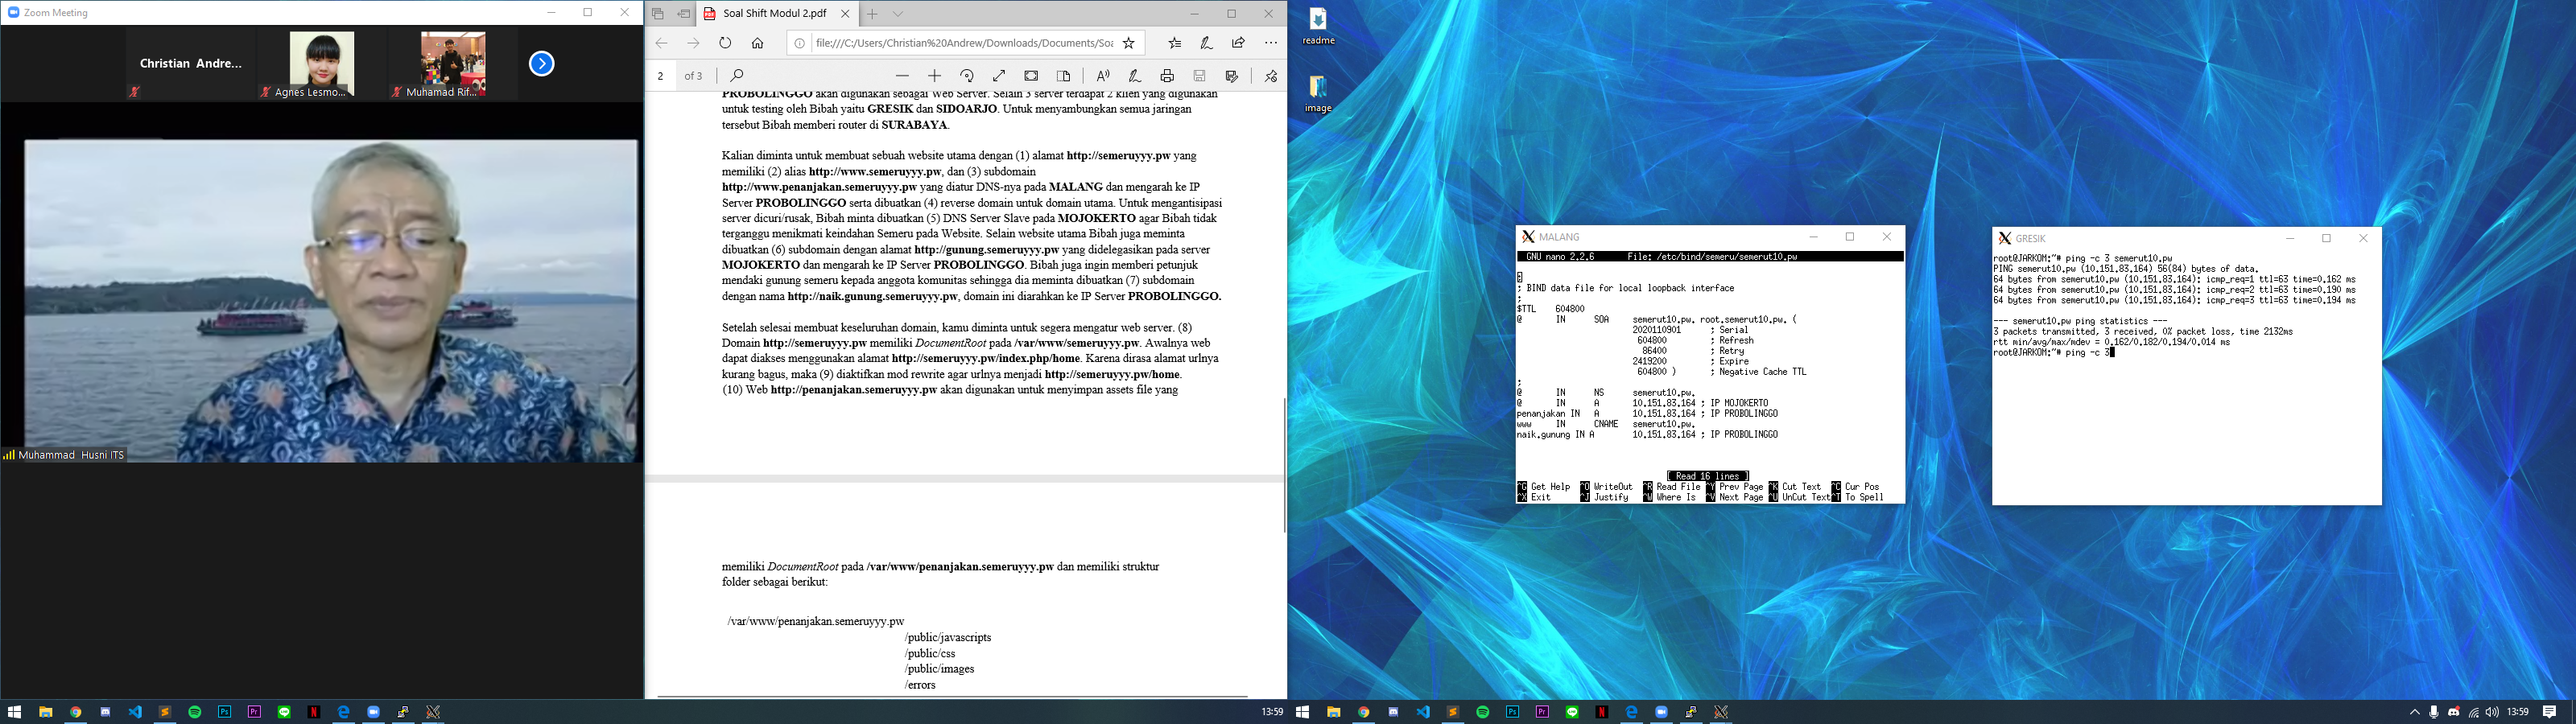 Zoom Meeting
Christian Andre...
Agnes Lesmo...
Muhamad Rif...
Muhammad Husni ITS
Soal Shift Modul 2.pdf
file:///C:/Users/Christian%20Andrew/Downloads/Documents/Soa
2 of 3
PROBOLINGGO akan digunakan sebagai Web Server. Selain 3 server terdapat 2 klien yang digunakan
untuk testing oleh Bibah yaitu GRESIK dan SIDOARJO. Untuk menyambungkan semua jaringan
tersebut Bibah memberi router di SURABAYA.
Kalian diminta untuk membuat sebuah website utama dengan (1) alamat http://semeruyyy.pw yang
memiliki (2) alias http://www.semeruyyy.pw, dan (3) subdomain
http://www.penanjakan.semeruyyy.pw yang diatur DNS-nya pada MALANG dan mengarah ke IP
Server PROBOLINGGO serta dibuatkan (4) reverse domain untuk domain utama. Untuk mengantisipasi
server dicuri/rusak, Bibah minta dibuatkan (5) DNS Server Slave pada MOJOKERTO agar Bibah tidak
terganggu menikmati keindahan Semeru pada Website. Selain website utama Bibah juga meminta
dibuatkan (6) subdomain dengan alamat http://gunung.semeruyyy.pw yang didelegasikan pada server
MOJOKERTO dan mengarah ke IP Server PROBOLINGGO. Bibah juga ingin memberi petunjuk
mendaki gunung semeru kepada anggota komunitas sehingga dia meminta dibuatkan (7) subdomain
dengan nama http://naik.gunung.semeruyyy.pw, domain ini diarahkan ke IP Server PROBOLINGGO.
Setelah selesai membuat keseluruhan domain, kamu diminta untuk segera mengatur web server. (8)
Domain http://semeruyyy.pw memiliki DocumentRoot pada /var/www/semeruyyy.pw. Awalnya web
dapat diakses menggunakan alamat http://semeruyyy.pw/index.php/home. Karena dirasa alamat urlnya
kurang bagus, maka (9) diaktifkan mod rewrite agar urlnya menjadi http://semeruyyy.pw/home.
(10) Web http://penanjakan.semeruyyy.pw akan digunakan untuk menyimpan assets file yang
memiliki DocumentRoot pada /var/www/penanjakan.semeruyyy.pw dan memiliki struktur
folder sebagai berikut:
/var/www/penanjakan.semeruyyy.pw
/public/javascripts
/public/css
/public/images
/errors
13:59
readme
image
MALANG
GNU nano 2.2.6 File: /etc/bind/semeru/semerut10.pw
;
; BIND data file for local loopback interface
;
$TTL 604800
@ IN SOA semerut10.pw. root.semerut10.pw. (
2020110901 ; Serial
604800 ; Refresh
86400 ; Retry
2419200 ; Expire
604800 ) ; Negative Cache TTL
;
@ IN NS semerut10.pw.
@ IN A 10.151.83.164 ; IP MOJOKERTO
penanjakan IN A 10.151.83.164 ; IP PROBOLINGGO
www IN CNAME semerut10.pw.
naik.gunung IN A 10.151.83.164 ; IP PROBOLINGGO
[ Read 16 lines ]
^G Get Help ^O WriteOut ^R Read File ^Y Prev Page ^K Cut Text ^C Cur Pos
^X Exit ^J Justify ^W Where Is ^V Next Page ^U UnCut Text ^T To Spell
GRESIK
root@JARKOM:~# ping -c 3 semerut10.pw
PING semerut10.pw (10.151.83.164) 56(84) bytes of data.
64 bytes from semerut10.pw (10.151.83.164): icmp_req=1 ttl=63 time=0.162 ms
64 bytes from semerut10.pw (10.151.83.164): icmp_req=2 ttl=63 time=0.190 ms
64 bytes from semerut10.pw (10.151.83.164): icmp_req=3 ttl=63 time=0.194 ms
--- semerut10.pw ping statistics ---
3 packets transmitted, 3 received, 0% packet loss, time 2132ms
rtt min/avg/max/mdev = 0.162/0.182/0.194/0.014 ms
root@JARKOM:~# ping -c 3
13:59